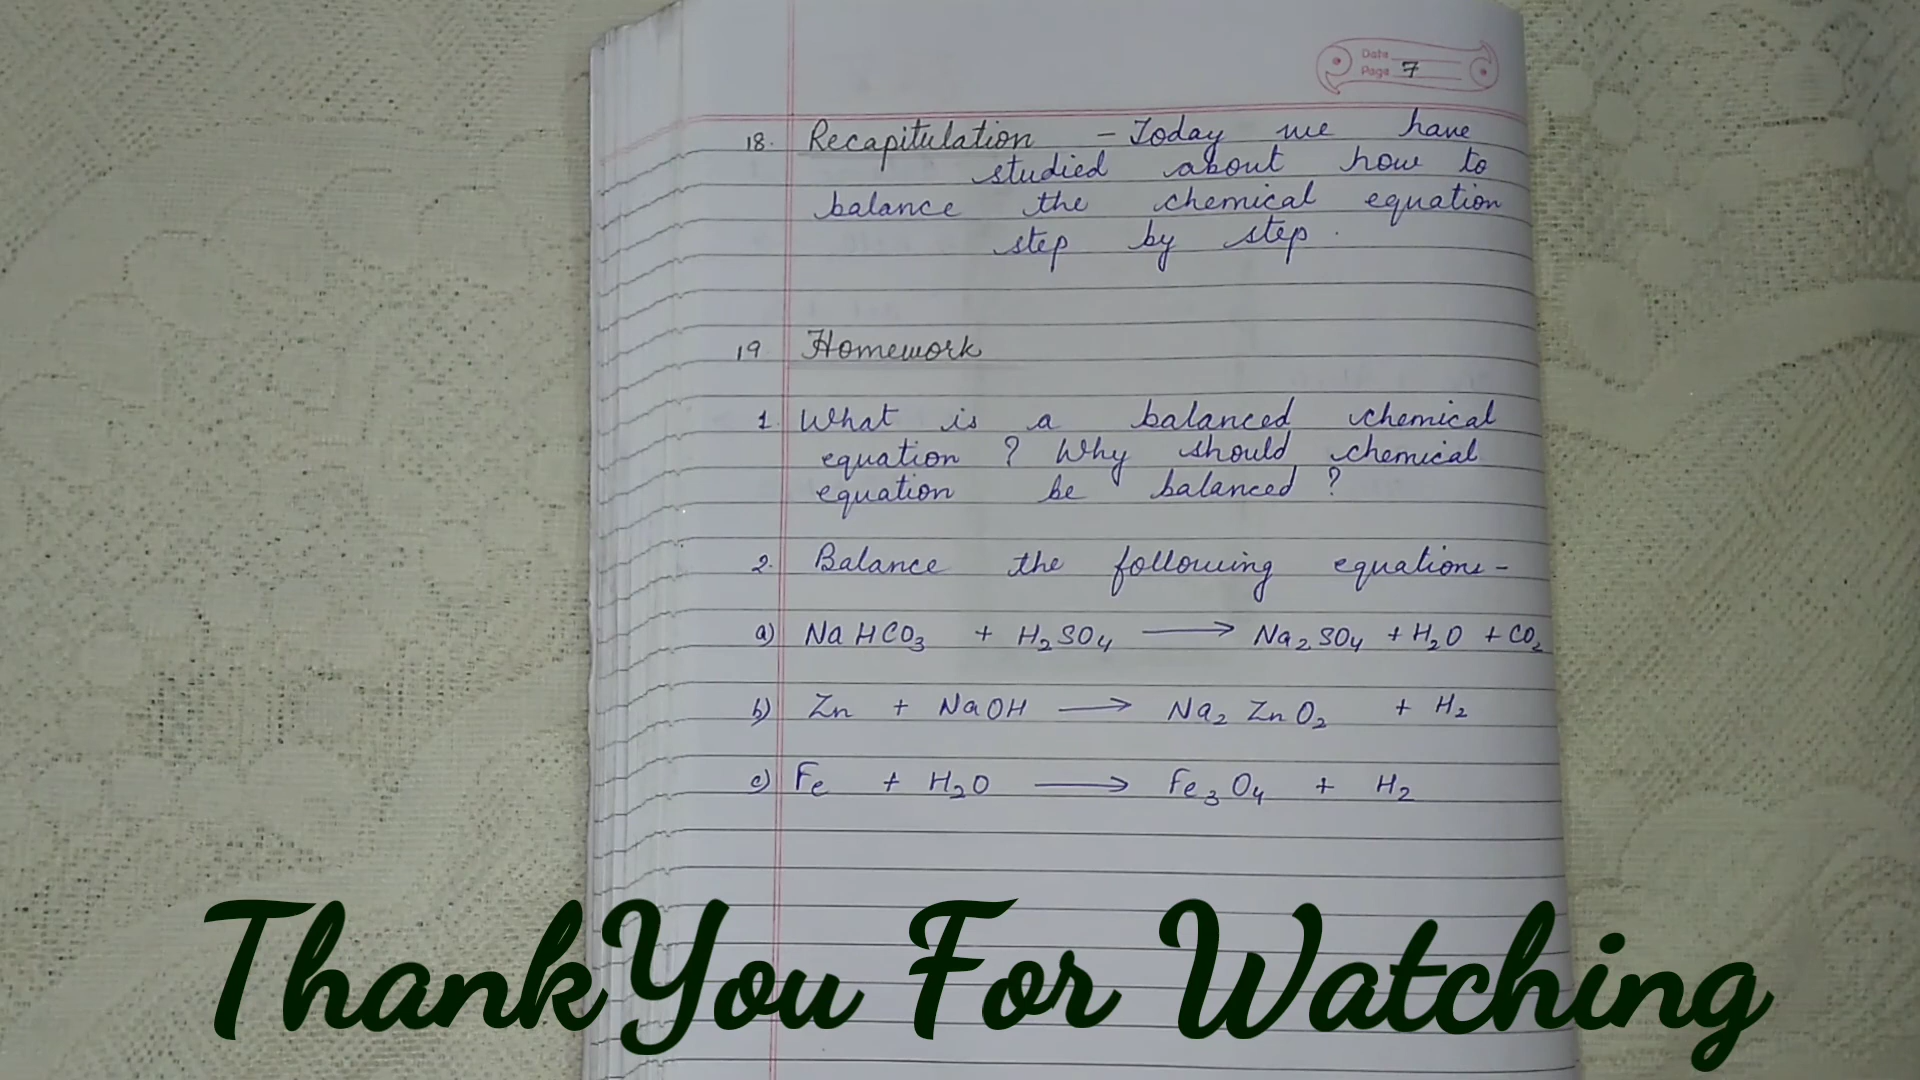 Date
Page 7
18. Recapitulation - Today we have
studied about how to
balance the chemical equation
step by step.
19 Homework
1. What is a balanced chemical
equation? Why should chemical
equation be balanced?
2. Balance the following equations-
a) NaHCO3 + H2SO4 ⟶ Na2SO4 + H2O + CO2
b) Zn + NaOH ⟶ Na2 ZnO2 + H2
c) Fe + H2O ⟶ Fe3O4 + H2
ThankYou For Watching